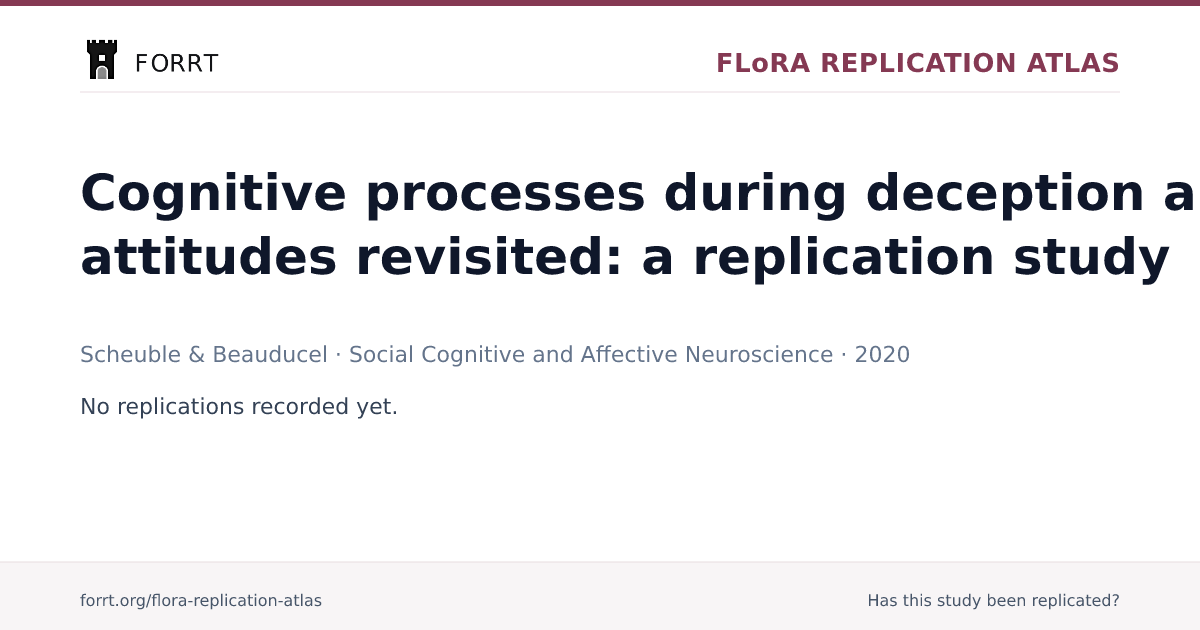 FORRT
FLoRA REPLICATION ATLAS
Cognitive processes during deception a
attitudes revisited: a replication study
Scheuble & Beauducel · Social Cognitive and Affective Neuroscience · 2020
No replications recorded yet.
forrt.org/flora-replication-atlas
Has this study been replicated?